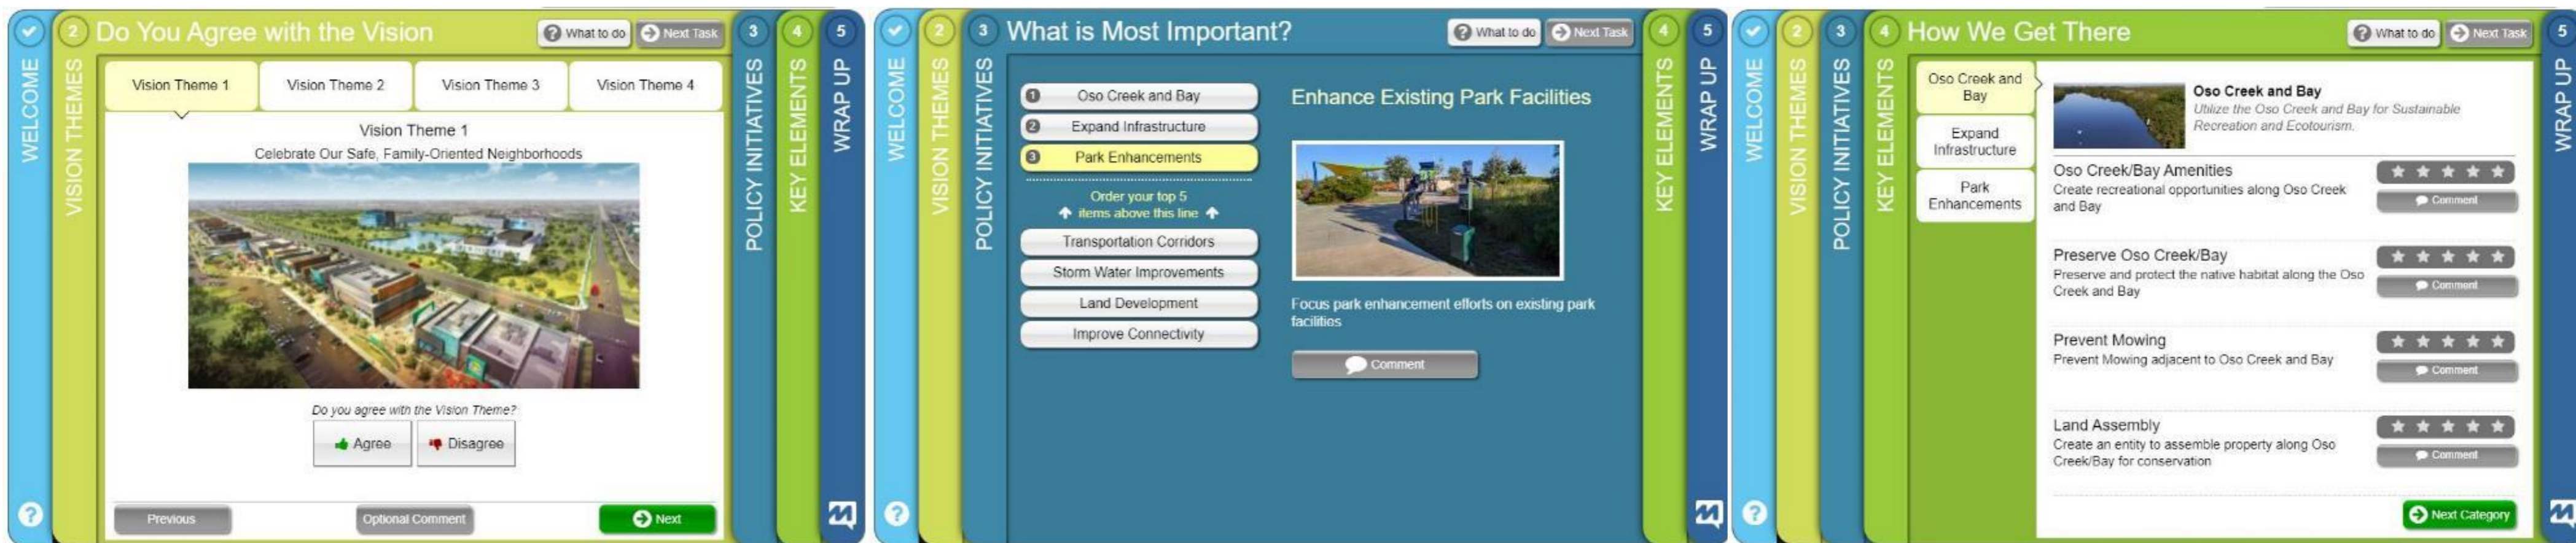 WELCOME
2
VISION THEMES
Do You Agree with the Vision
? What to do
Next Task
Vision Theme 1
Vision Theme 2
Vision Theme 3
Vision Theme 4
Vision Theme 1
Celebrate Our Safe, Family-Oriented Neighborhoods
Do you agree with the Vision Theme?
Agree
Disagree
Previous
Optional Comment
Next
3
POLICY INITIATIVES
4
KEY ELEMENTS
5
WRAP UP
?
WELCOME
2
VISION THEMES
3
POLICY INITIATIVES
What is Most Important?
? What to do
Next Task
1 Oso Creek and Bay
2 Expand Infrastructure
3 Park Enhancements
Order your top 5
items above this line
Transportation Corridors
Storm Water Improvements
Land Development
Improve Connectivity
Enhance Existing Park Facilities
Focus park enhancement efforts on existing park
facilities
Comment
4
KEY ELEMENTS
5
WRAP UP
?
WELCOME
2
VISION THEMES
3
POLICY INITIATIVES
4
KEY ELEMENTS
How We Get There
? What to do
Next Task
Oso Creek and
Bay
Expand
Infrastructure
Park
Enhancements
Oso Creek and Bay
Utilize the Oso Creek and Bay for Sustainable
Recreation and Ecotourism.
Oso Creek/Bay Amenities
Create recreational opportunities along Oso Creek
and Bay
Comment
Preserve Oso Creek/Bay
Preserve and protect the native habitat along the Oso
Creek and Bay
Comment
Prevent Mowing
Prevent Mowing adjacent to Oso Creek and Bay
Comment
Land Assembly
Create an entity to assemble property along Oso
Creek/Bay for conservation
Comment
Next Category
5
WRAP UP
?